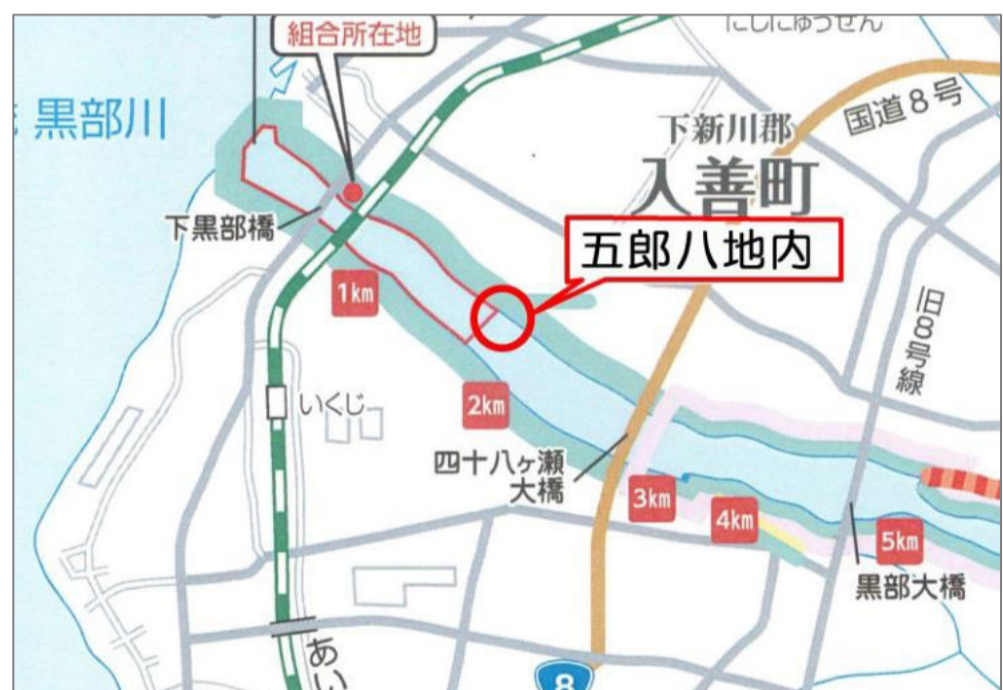 組合所在地
にしにゅうせん
黒部川
国道8号
下新川郡
入善町
下黒部橋
五郎八地内
1km
旧8号線
2km
いくじ
四十八ヶ瀬
大橋
3km
4km
5km
黒部大橋
あい
8